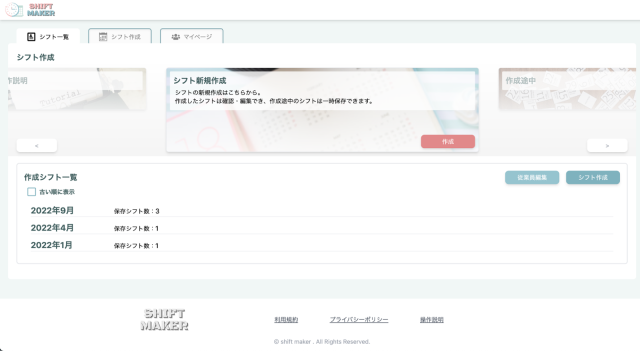 SHIFT
MAKER
シフト一覧
シフト作成
マイページ
シフト作成
作説明
Tutorial
シフト新規作成
シフトの新規作成はこちらから。
作成したシフトは確認・編集でき、作成途中のシフトは一時保存できます。
作成
作成途中
<
>
作成シフト一覧
従業員編集
シフト作成
古い順に表示
2022年9月
保存シフト数：3
2022年4月
保存シフト数：1
2022年1月
保存シフト数：1
SHIFT
MAKER
利用規約
プライバシーポリシー
操作説明
© shift maker . All Rights Reserved.